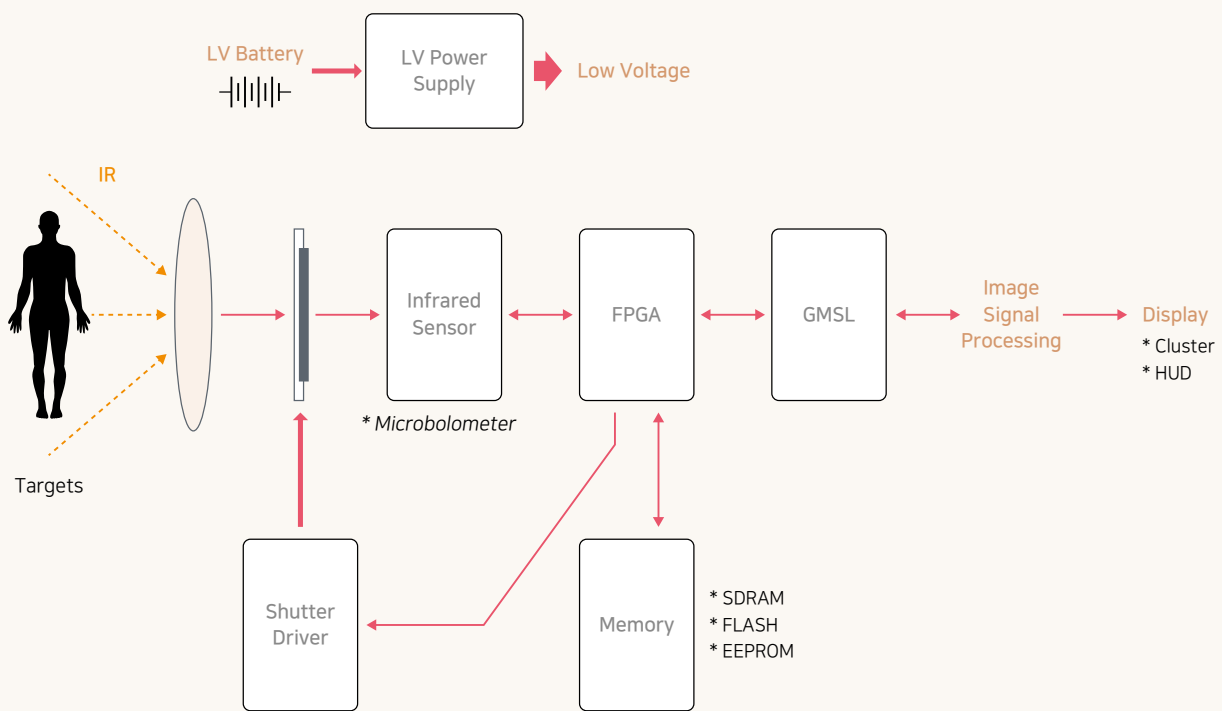 LV Battery
LV Power
Supply
Low Voltage
IR
Targets
Infrared
Sensor
* Microbolometer
FPGA
GMSL
Image
Signal
Processing
Display
* Cluster
* HUD
Shutter
Driver
Memory
* SDRAM
* FLASH
* EEPROM